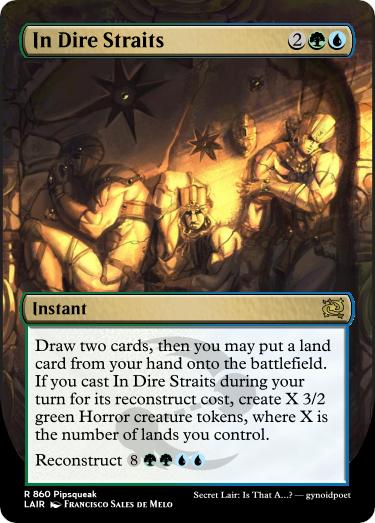 In Dire Straits 2
Instant
Draw two cards, then you may put a land
card from your hand onto the battlefield.
If you cast In Dire Straits during your
turn for its reconstruct cost, create X 3/2
green Horror creature tokens, where X is
the number of lands you control.
Reconstruct 8
R 860 Pipsqueak
LAIR Francisco Sales de Melo
Secret Lair: Is That A...? — gynoidpoet